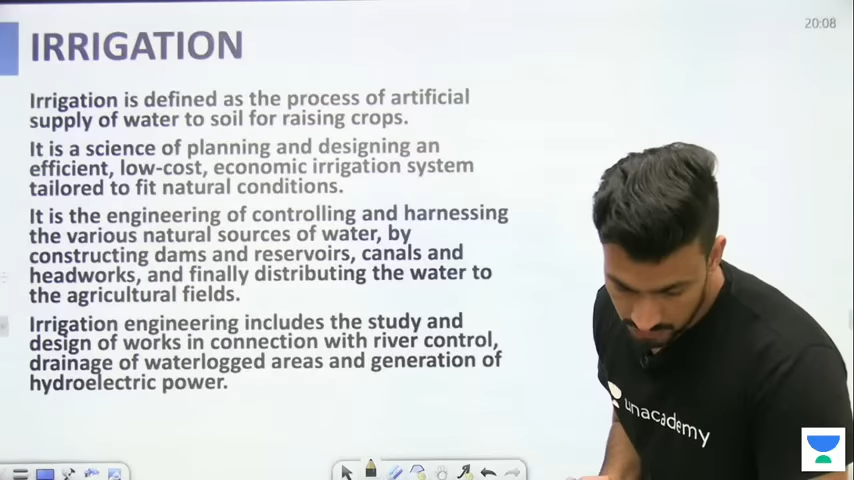 20:08
IRRIGATION
Irrigation is defined as the process of artificial
supply of water to soil for raising crops.
It is a science of planning and designing an
efficient, low-cost, economic irrigation system
tailored to fit natural conditions.
It is the engineering of controlling and harnessing
the various natural sources of water, by
constructing dams and reservoirs, canals and
headworks, and finally distributing the water to
the agricultural fields.
Irrigation engineering includes the study and
design of works in connection with river control,
drainage of waterlogged areas and generation of
hydroelectric power.
unacademy